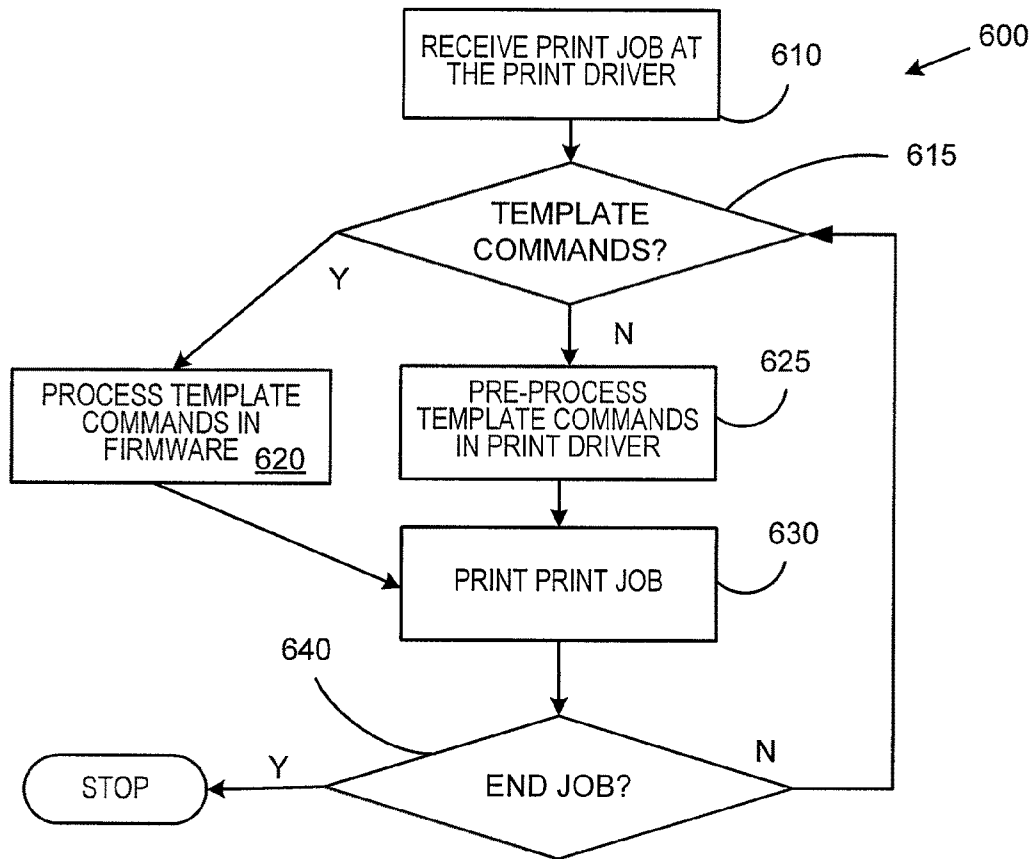 RECEIVE PRINT JOB AT
THE PRINT DRIVER
610
600
615
TEMPLATE
COMMANDS?
Y
N
PROCESS TEMPLATE
COMMANDS IN
FIRMWARE 620
PRE-PROCESS
TEMPLATE COMMANDS
IN PRINT DRIVER
625
PRINT PRINT JOB
630
640
END JOB?
Y
N
STOP